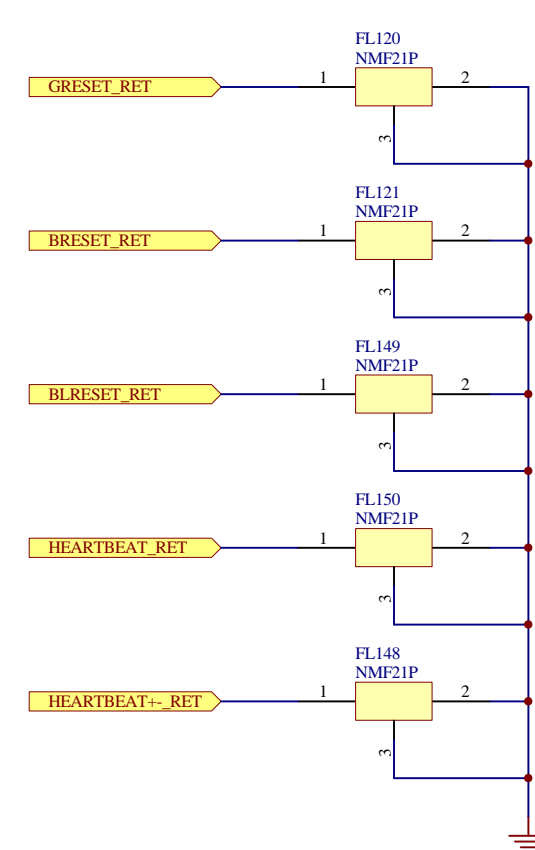 FL120
NMF21P
GRESET_RET
1
2
3
FL121
NMF21P
BRESET_RET
1
2
3
FL149
NMF21P
BLRESET_RET
1
2
3
FL150
NMF21P
HEARTBEAT_RET
1
2
3
FL148
NMF21P
HEARTBEAT+-_RET
1
2
3